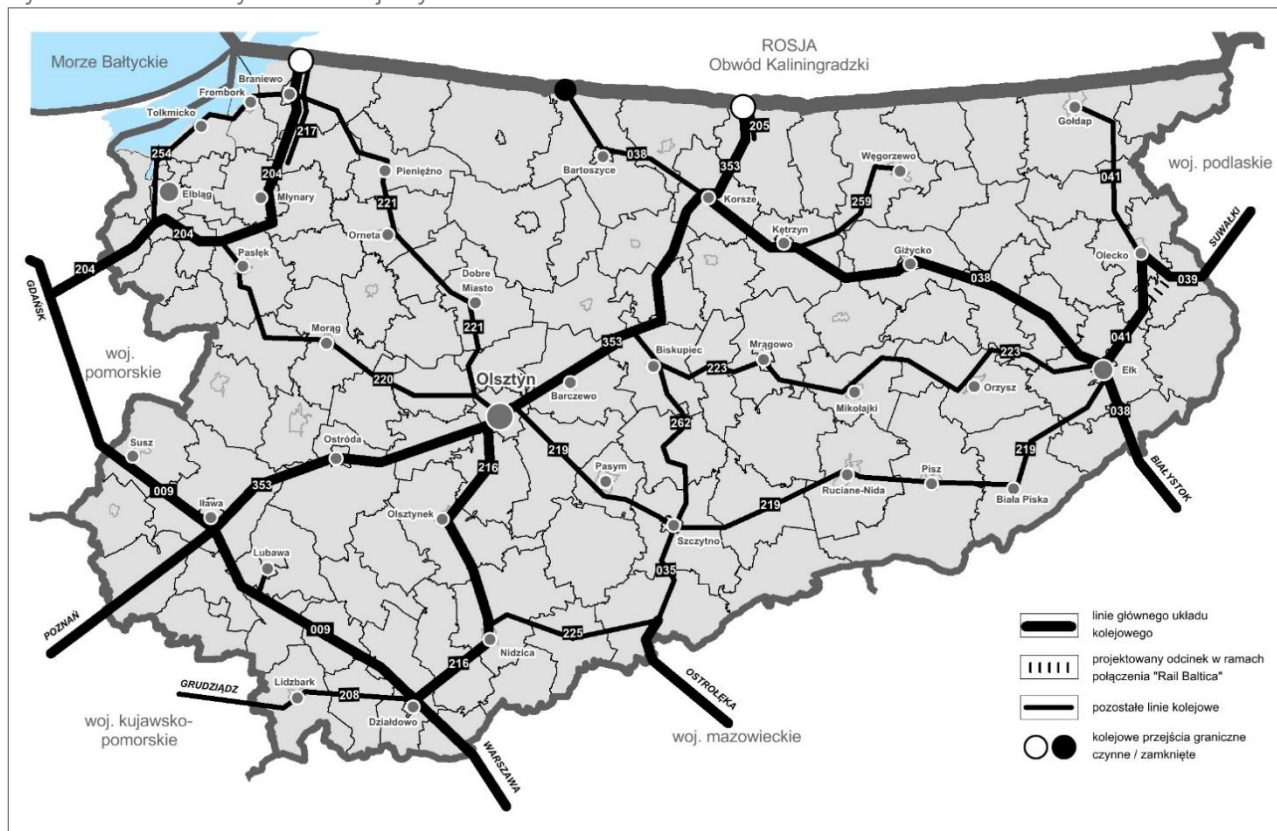 Morze Bałtyckie
ROSJA
Obwód Kaliningradzki
Braniewo
Frombork
Tolkmicko
217
254
204
Elbląg
Młynary
Pieniężno
Bartoszyce
038
205
353
Gołdap
Węgorzewo
woj. podlaskie
041
Korsze
259
Kętrzyn
221
Orneta
204
Pasłęk
204
GDAŃSK
Dobre
Miasto
221
Giżycko
038
Olecko
039
SUWAŁKI
041
woj.
pomorskie
Morąg
220
353
Biskupiec
Mrągowo
223
223
Ełk
Olsztyn
Barczewo
Mikołajki
Orzysz
038
BIAŁYSTOK
Susz
Ostróda
262
219
216
219
Pasym
009
353
Iława
Olsztynek
Ruciane-Nida
Pisz
Biała Piska
219
Szczytno
Lubawa
035
POZNAŃ
009
225
Nidzica
216
OSTROŁĘKA
GRUDZIĄDZ
Lidzbark
208
Działdowo
WARSZAWA
woj. kujawsko-
pomorskie
woj. mazowieckie
linie głównego układu
kolejowego
projektowany odcinek w ramach
połączenia "Rail Baltica"
pozostałe linie kolejowe
kolejowe przejścia graniczne
czynne / zamknięte